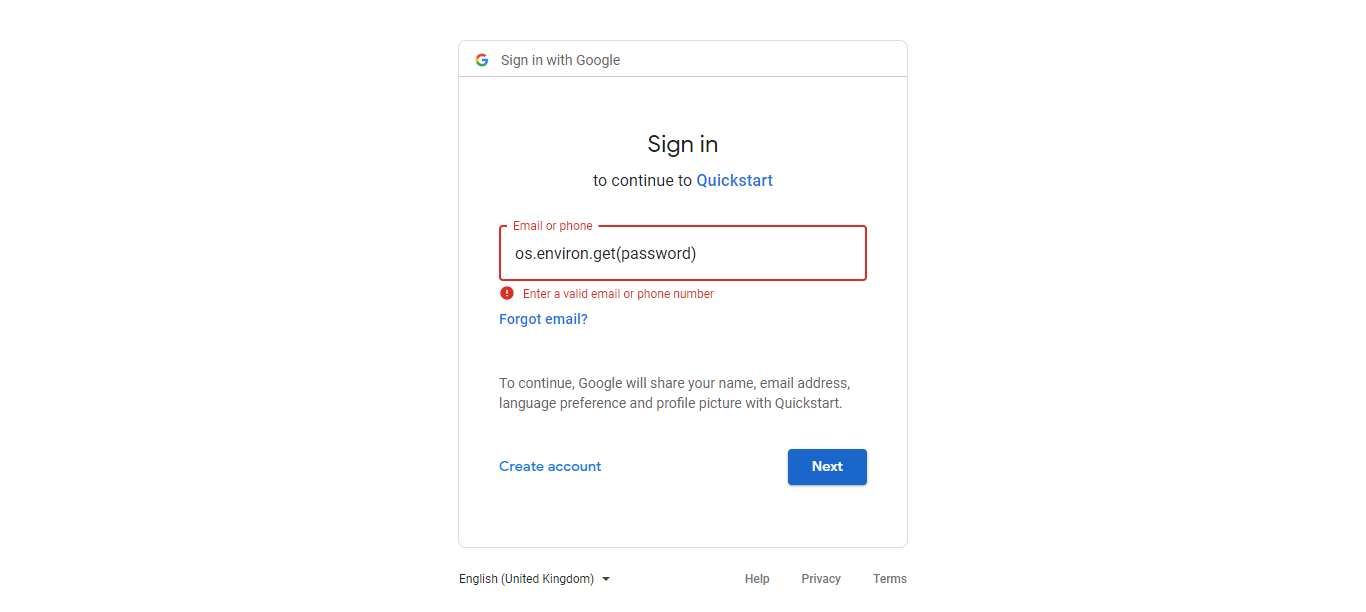 Sign in with Google
Sign in
to continue to Quickstart
Email or phone
os.environ.get(password)
Enter a valid email or phone number
Forgot email?
To continue, Google will share your name, email address,
language preference and profile picture with Quickstart.
Create account
Next
English (United Kingdom)
Help
Privacy
Terms